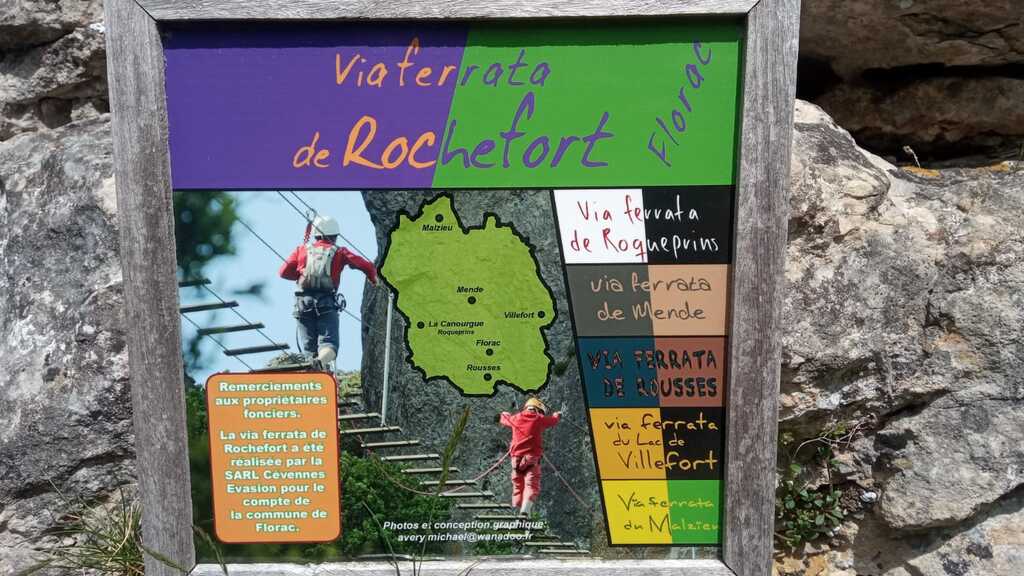 Via ferrata
de Rochefort
Florac
Malzieu
Mende
Villefort
La Canourgue
Roqueprins
Florac
Rousses
Via ferrata
de Roqueprins
via ferrata
de Mende
VIA FERRATA
DE ROUSSES
via ferrata
du Lac de
Villefort
Via ferrata
du Malzieu
Remerciements
aux propriétaires
fonciers.
La via ferrata de
Rochefort a été
réalisée par la
SARL Cévennes
Evasion pour le
compte de
la commune de
Florac.
Photos et conception graphique:
avery michael@wanadoo.fr